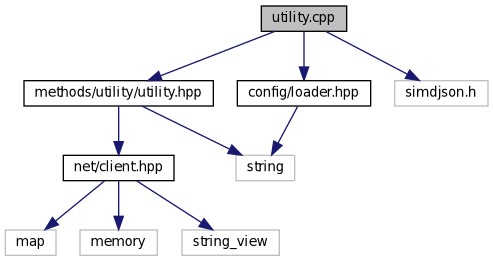 utility.cpp
methods/utility/utility.hpp
config/loader.hpp
simdjson.h
net/client.hpp
string
map
memory
string_view